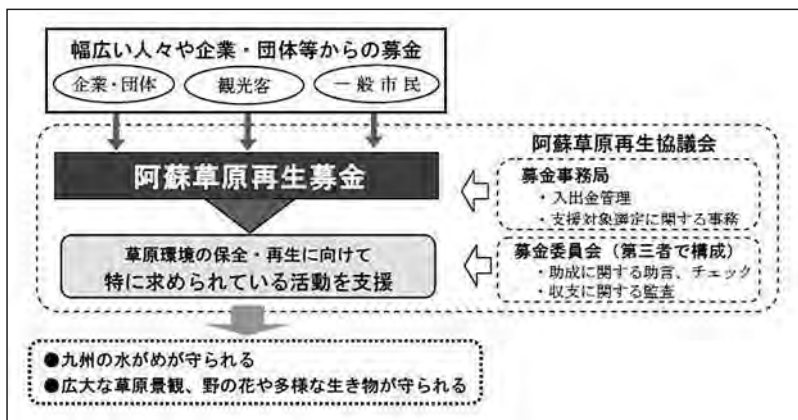 幅広い人々や企業・団体等からの募金
企業・団体
観光客
一般市民
阿蘇草原再生協議会
阿蘇草原再生募金
募金事務局
・入出金管理
・支援対象選定に関する事務
草原環境の保全・再生に向けて
特に求められている活動を支援
募金委員会（第三者で構成）
・助成に関する助言、チェック
・収支に関する監査
●九州の水がめが守られる
●広大な草原景観、野の花や多様な生き物が守られる